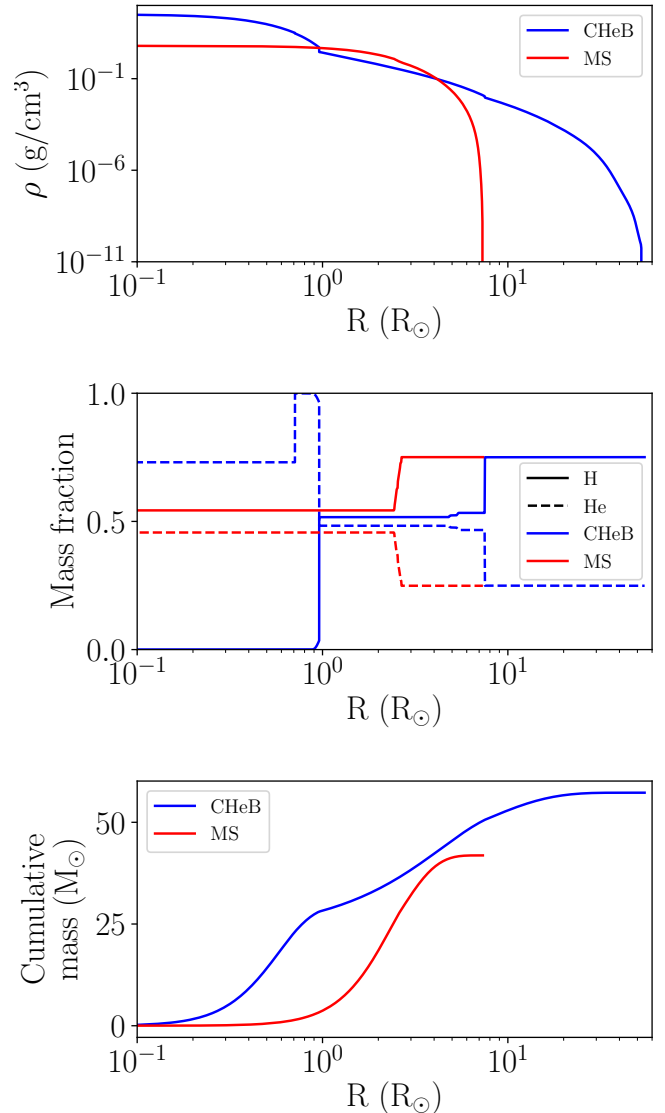 CHeB
MS
10⁻¹
10⁻⁶
10⁻¹¹
ρ (g/cm³)
10⁻¹ 10⁰ 10¹
R (R⊙)
1.0
0.5
0.0
Mass fraction
H
He
CHeB
MS
10⁻¹ 10⁰ 10¹
R (R⊙)
CHeB
MS
50
25
0
Cumulative
mass (M⊙)
10⁻¹ 10⁰ 10¹
R (R⊙)